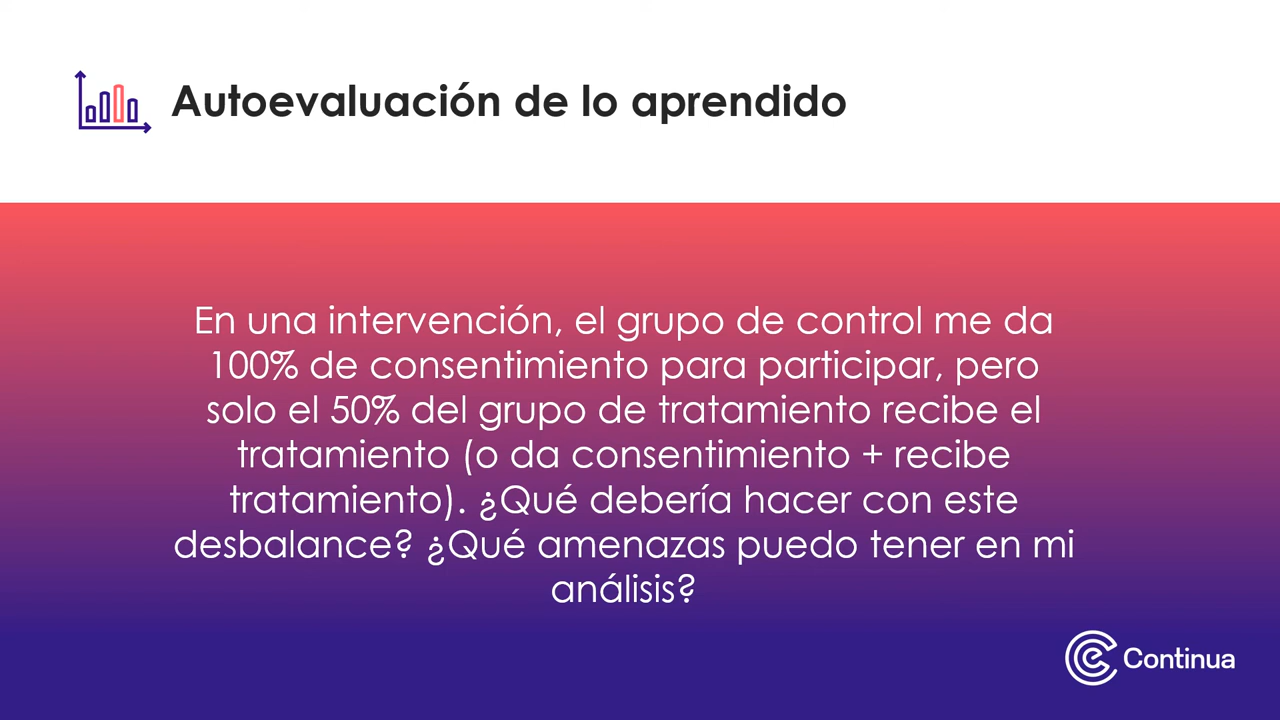 Autoevaluación de lo aprendido
En una intervención, el grupo de control me da
100% de consentimiento para participar, pero
solo el 50% del grupo de tratamiento recibe el
tratamiento (o da consentimiento + recibe
tratamiento). ¿Qué debería hacer con este
desbalance? ¿Qué amenazas puedo tener en mi
análisis?
Continua